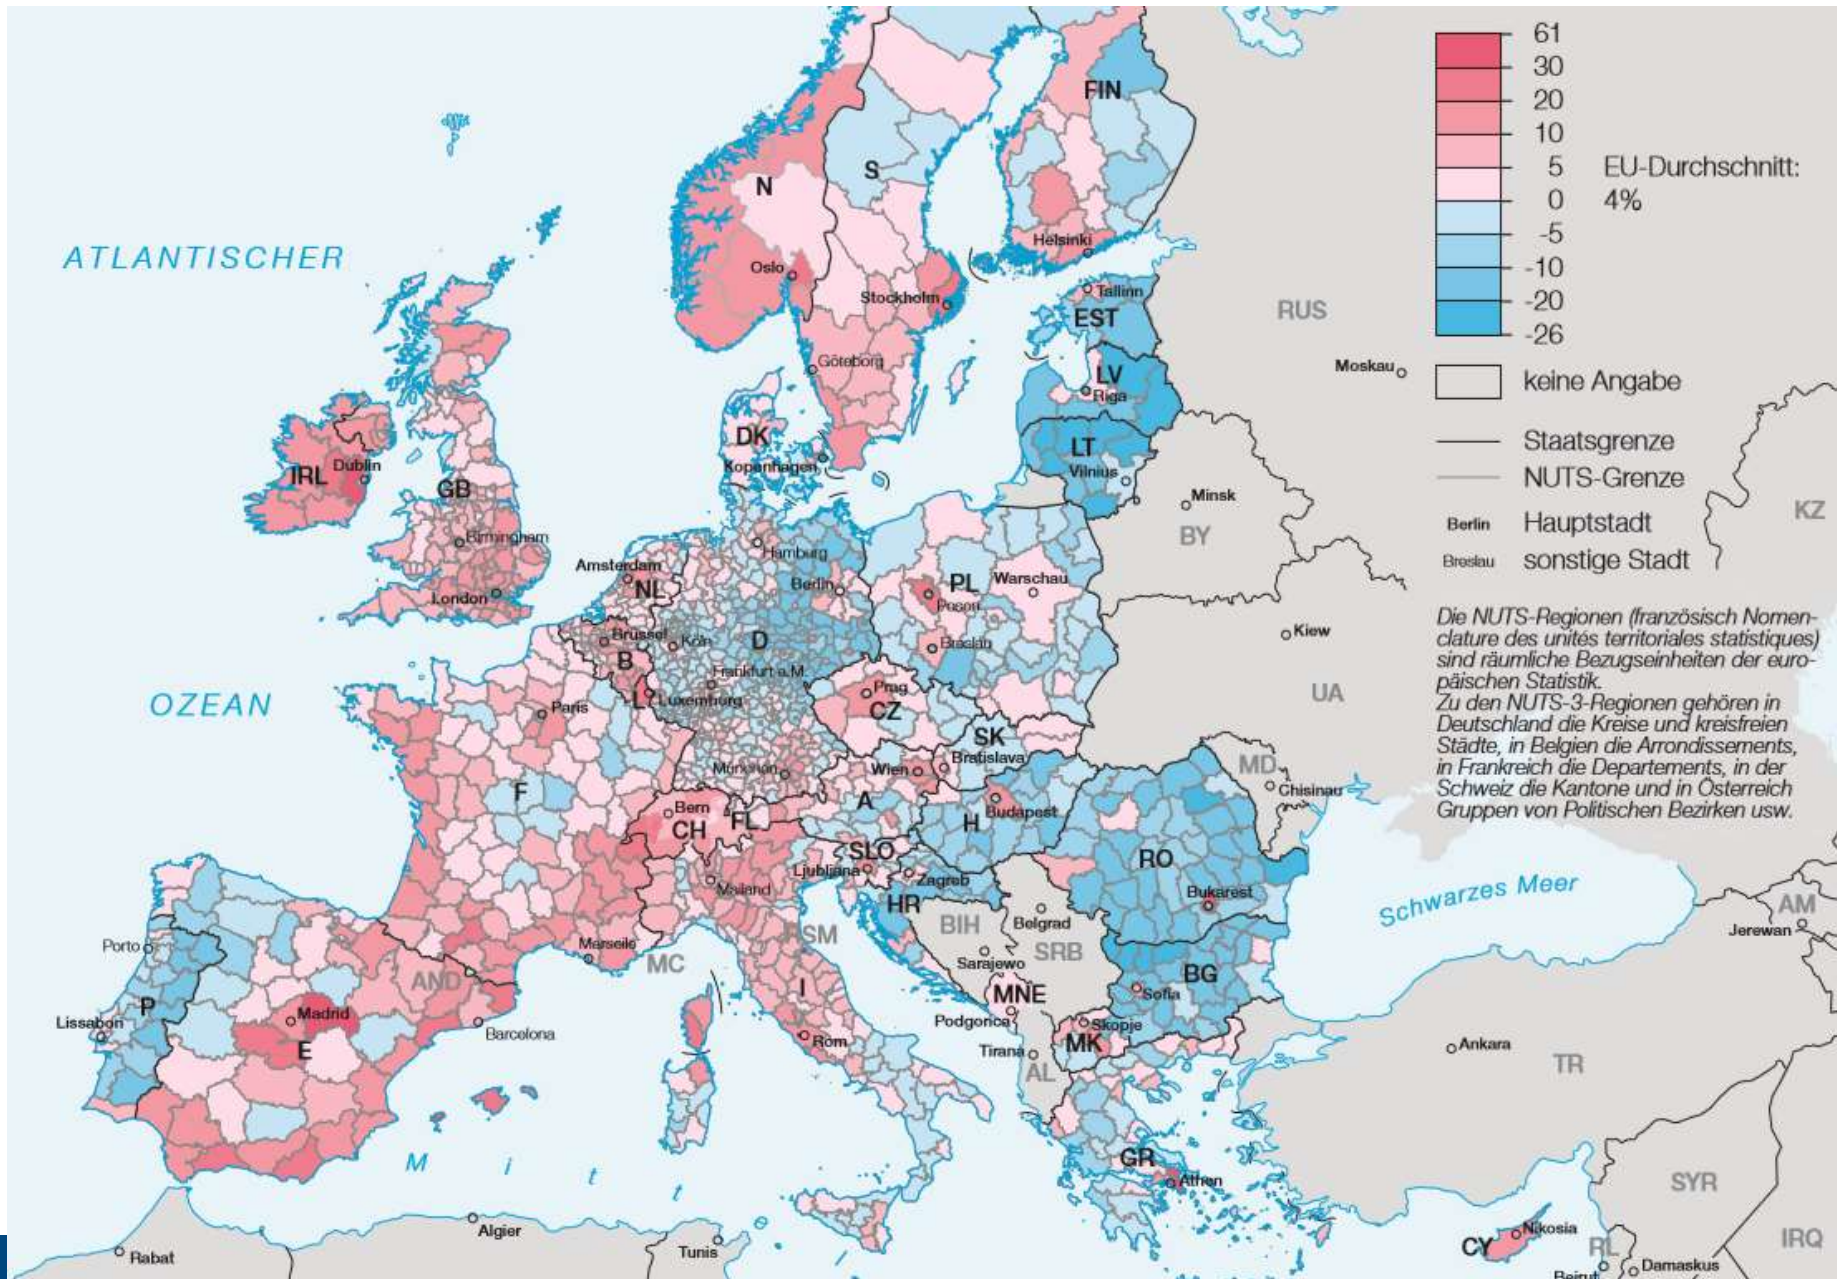 ATLANTISCHER
OZEAN
M i t t e l
Schwarzes Meer
N
S
FIN
Helsinki
Oslo
Stockholm
Göteborg
Tallinn
EST
LV
Riga
LT
Vilnius
DK
Kopenhagen
IRL
Dublin
GB
Birmingham
London
Amsterdam
NL
Brüssel
B
L
Luxemburg
Hamburg
Berlin
Köln
D
Frankfurt a.M.
München
PL
Warschau
Posen
Breslau
Prag
CZ
SK
Bratislava
Wien
A
Paris
F
Bern
CH
FL
Budapest
H
SLO
Ljubljana
Zagreb
HR
RO
Bukarest
Mailand
Marseile
MC
RSM
I
Rom
AND
Porto
P
Lissabon
Madrid
E
Barcelona
BIH
Belgrad
SRB
Sarajewo
MNE
Podgorica
BG
Sofia
Skopje
MK
Tirana
AL
GR
Athen
CY
Nikosia
RUS
Moskau
Minsk
BY
Kiew
UA
MD
Chisinau
KZ
AM
Jerewan
Ankara
TR
SYR
IRQ
RL
Beirut
Damaskus
Rabat
Algier
Tunis
61
30
20
10
5
0
-5
-10
-20
-26
EU-Durchschnitt:
4%
keine Angabe
Staatsgrenze
NUTS-Grenze
Berlin Hauptstadt
Breslau sonstige Stadt
Die NUTS-Regionen (französisch Nomen-
clature des unités territoriales statistiques)
sind räumliche Bezugseinheiten der euro-
päischen Statistik.
Zu den NUTS-3-Regionen gehören in
Deutschland die Kreise und kreisfreien
Städte, in Belgien die Arrondissements,
in Frankreich die Departements, in der
Schweiz die Kantone und in Österreich
Gruppen von Politischen Bezirken usw.